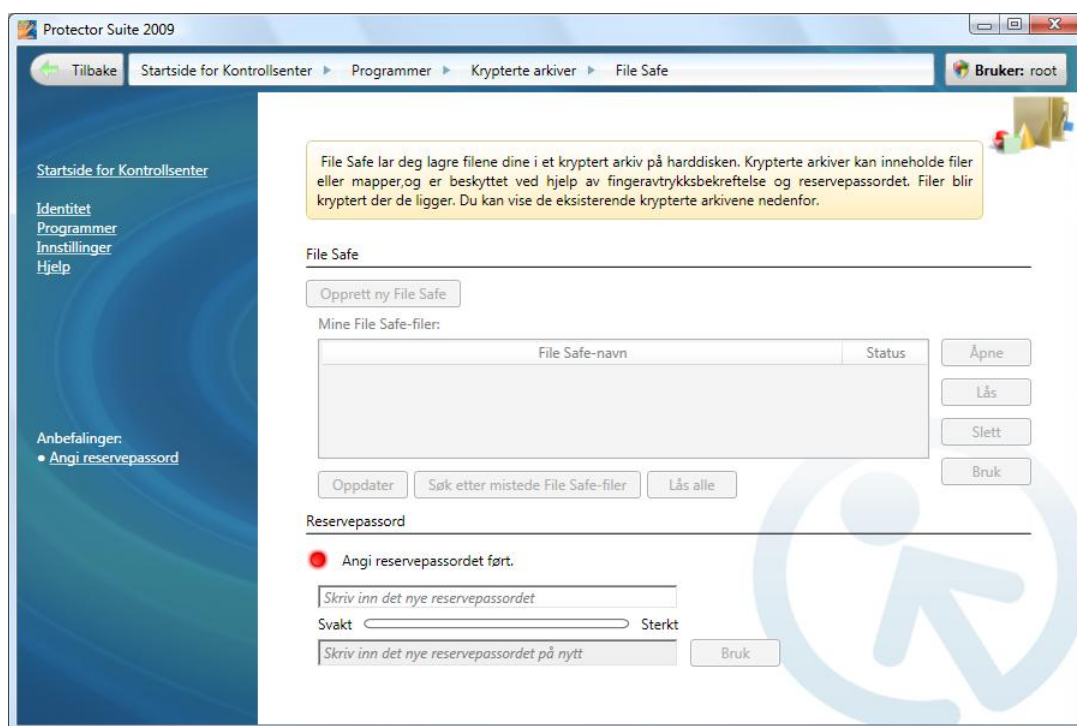 Protector Suite 2009
Tilbake Startside for Kontrollsenter Programmer Krypterte arkiver File Safe Bruker: root
Startside for Kontrollsenter
Identitet
Programmer
Innstillinger
Hjelp
Anbefalinger:
• Angi reservepassord
File Safe lar deg lagre filene dine i et kryptert arkiv på harddisken. Krypterte arkiver kan inneholde filer
eller mapper,og er beskyttet ved hjelp av fingeravtrykksbekreftelse og reservepassordet. Filer blir
kryptert der de ligger. Du kan vise de eksisterende krypterte arkivene nedenfor.
File Safe
Opprett ny File Safe
Mine File Safe-filer:
File Safe-navn Status
Åpne
Lås
Slett
Bruk
Oppdater Søk etter mistede File Safe-filer Lås alle
Reservepassord
Angi reservepassordet ført.
Skriv inn det nye reservepassordet
Svakt Sterkt
Skriv inn det nye reservepassordet på nytt Bruk